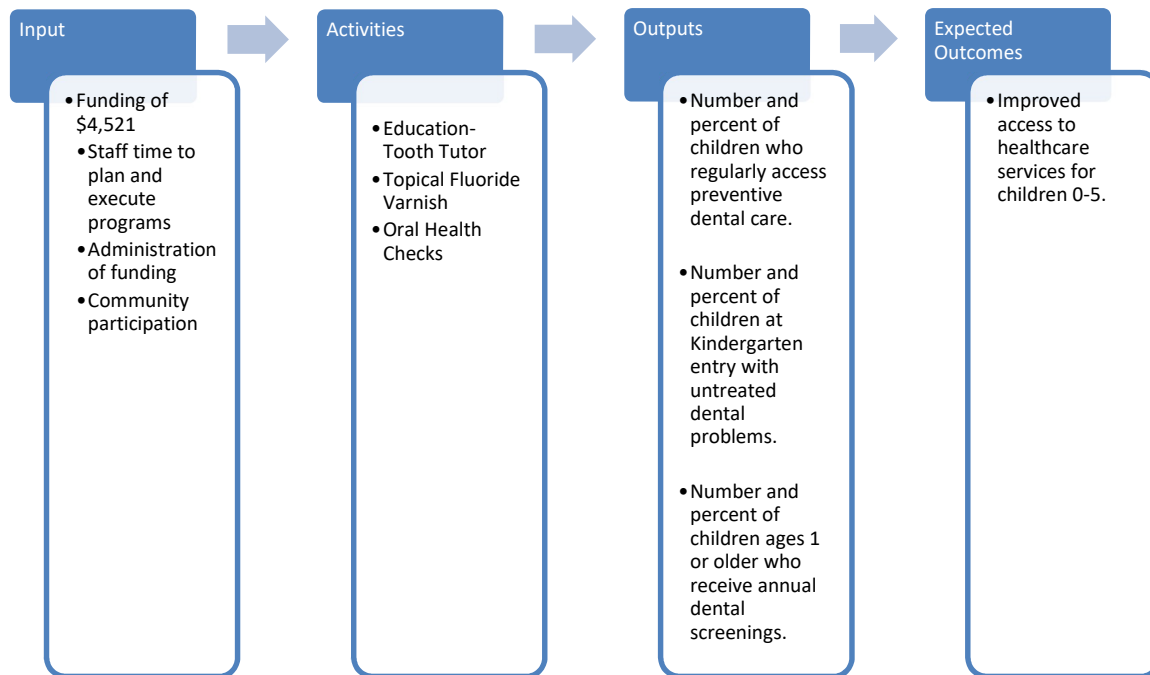 Input
•Funding of
$4,521
•Staff time to
plan and
execute
programs
•Administration
of funding
•Community
participation
Activities
•Education-
Tooth Tutor
•Topical Fluoride
Varnish
•Oral Health
Checks
Outputs
•Number and
percent of
children who
regularly access
preventive
dental care.
•Number and
percent of
children at
Kindergarten
entry with
untreated
dental
problems.
•Number and
percent of
children ages 1
or older who
receive annual
dental
screenings.
Expected
Outcomes
•Improved
access to
healthcare
services for
children 0-5.